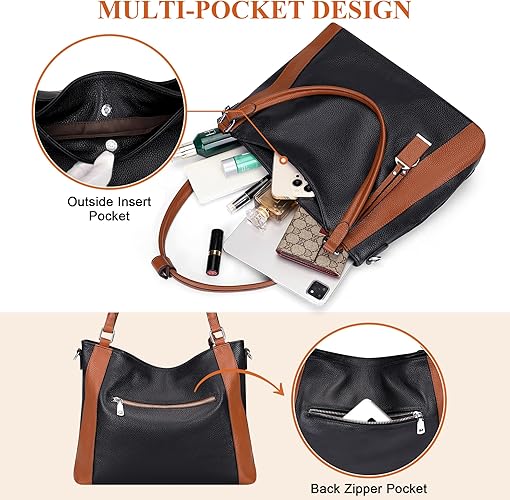 MULTI-POCKET DESIGN
Outside Insert
Pocket
Back Zipper Pocket